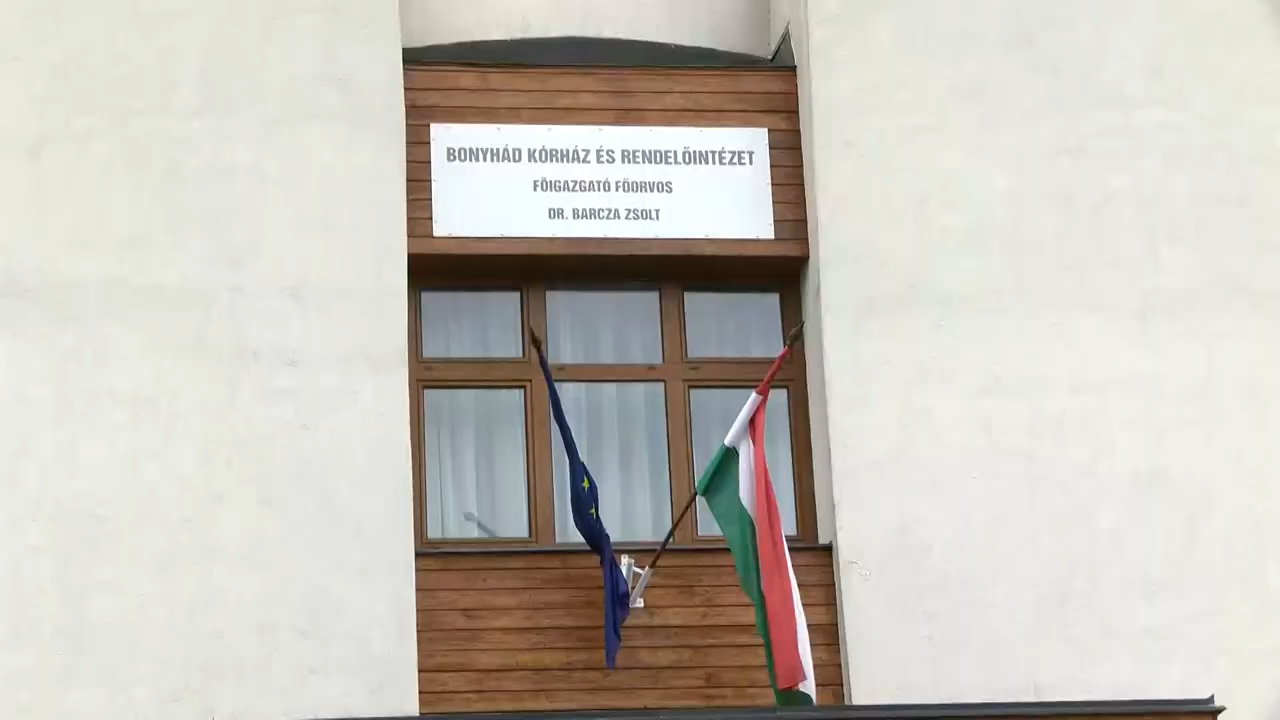 BONYHÁD KÓRHÁZ ÉS RENDELŐINTÉZET
FŐIGAZGATÓ FŐORVOS
DR. BARCZA ZSOLT